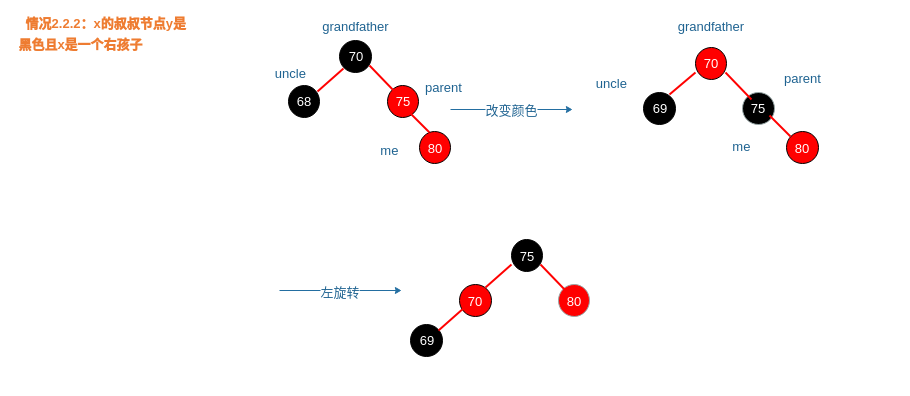 情况2.2.2：x的叔叔节点y是
黑色且x是一个右孩子
grandfather
70
uncle
68
75
parent
me
80
改变颜色
grandfather
70
uncle
69
75
parent
me
80
左旋转
75
70
80
69